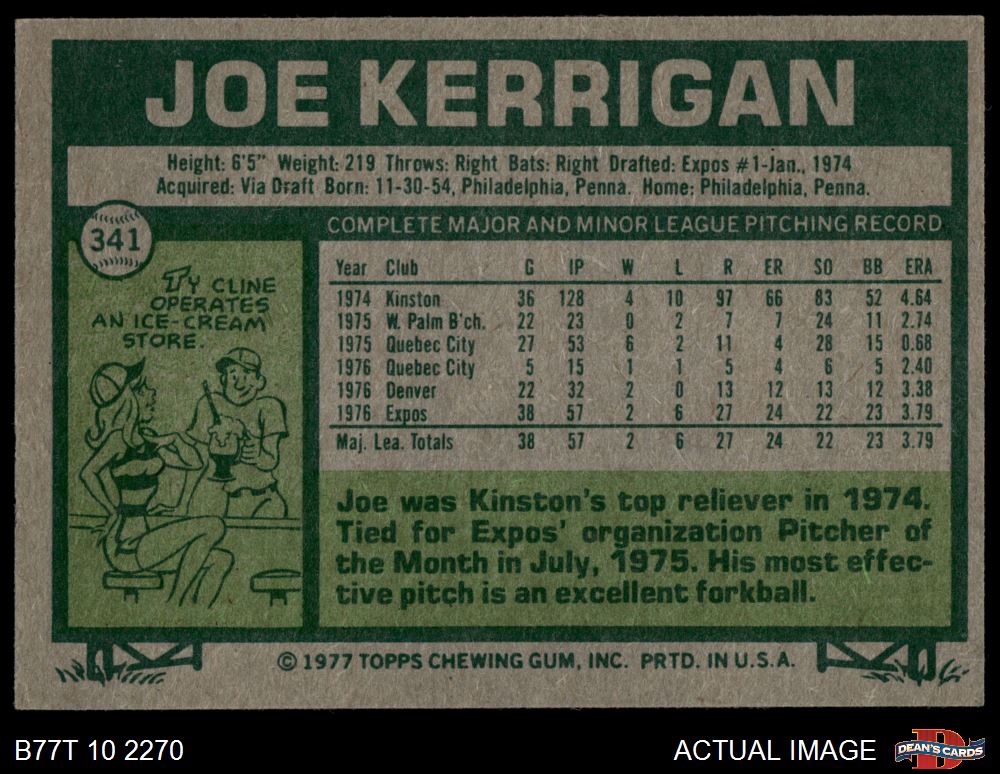 JOE KERRIGAN
Height: 6'5" Weight: 219 Throws: Right Bats: Right Drafted: Expos #1-Jan., 1974
Acquired: Via Draft Born: 11-30-54, Philadelphia, Penna. Home: Philadelphia, Penna.
341
TY CLINE
OPERATES
AN ICE-CREAM
STORE.
COMPLETE MAJOR AND MINOR LEAGUE PITCHING RECORD
Year Club G IP W L R ER SO BB ERA
1974 Kinston 36 128 4 10 97 66 83 52 4.64
1975 W. Palm B'ch. 22 23 0 2 7 7 24 11 2.74
1975 Quebec City 27 53 6 2 11 4 28 15 0.68
1976 Quebec City 5 15 1 1 5 4 6 5 2.40
1976 Denver 22 32 2 0 13 12 13 12 3.38
1976 Expos 38 57 2 6 27 24 22 23 3.79
Maj. Lea. Totals 38 57 2 6 27 24 22 23 3.79
Joe was Kinston's top reliever in 1974.
Tied for Expos' organization Pitcher of
the Month in July, 1975. His most effec-
tive pitch is an excellent forkball.
© 1977 TOPPS CHEWING GUM, INC. PRTD. IN U.S.A.
B77T 10 2270
ACTUAL IMAGE
D
DEAN'S CARDS